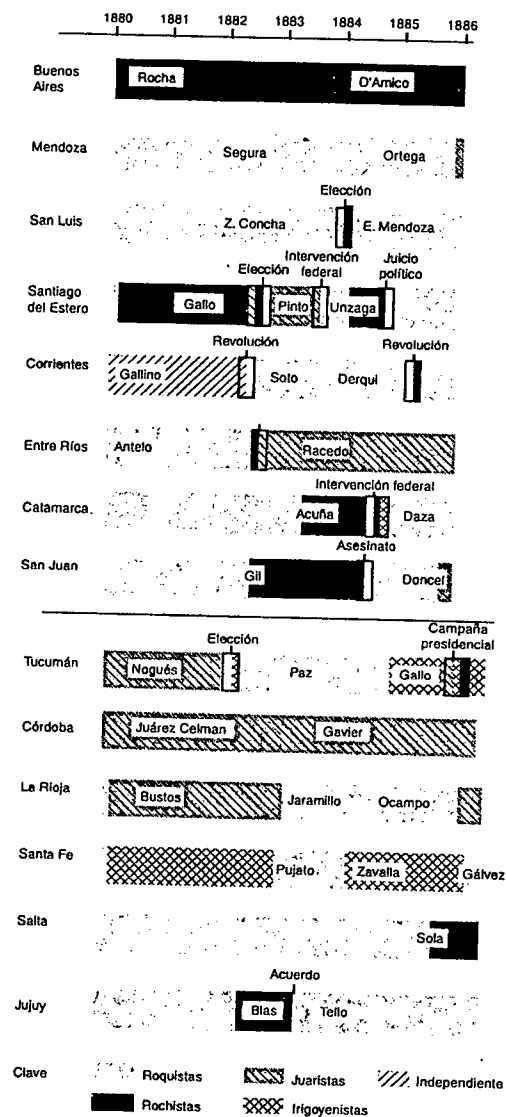 1880 1881 1882 1883 1884 1885 1886
Buenos
Aires
Rocha
D'Amico
Mendoza
Segura
Ortega
Elección
San Luis
Z. Concha
E. Mendoza
Intervención
federal
Juicio
político
Elección
Santiago
del Estero
Gallo
Pinto
Unzaga
Revolución
Revolución
Corrientes
Gallino
Soto
Derqui
Entre Ríos
Antelo
Racedo
Intervención federal
Catamarca
Acuña
Daza
Asesinato
San Juan
Gil
Doncel
Elección
Campaña
presidencial
Tucumán
Nogués
Paz
Gallo
Córdoba
Juárez Celman
Gavier
La Rioja
Bustos
Jaramillo
Ocampo
Santa Fe
Pujato
Zavalla
Gálvez
Salta
Sola
Acuerdo
Jujuy
Blas
Tello
Clave
Roquistas
Juaristas
Independiente
Rochistas
Irigoyenistas